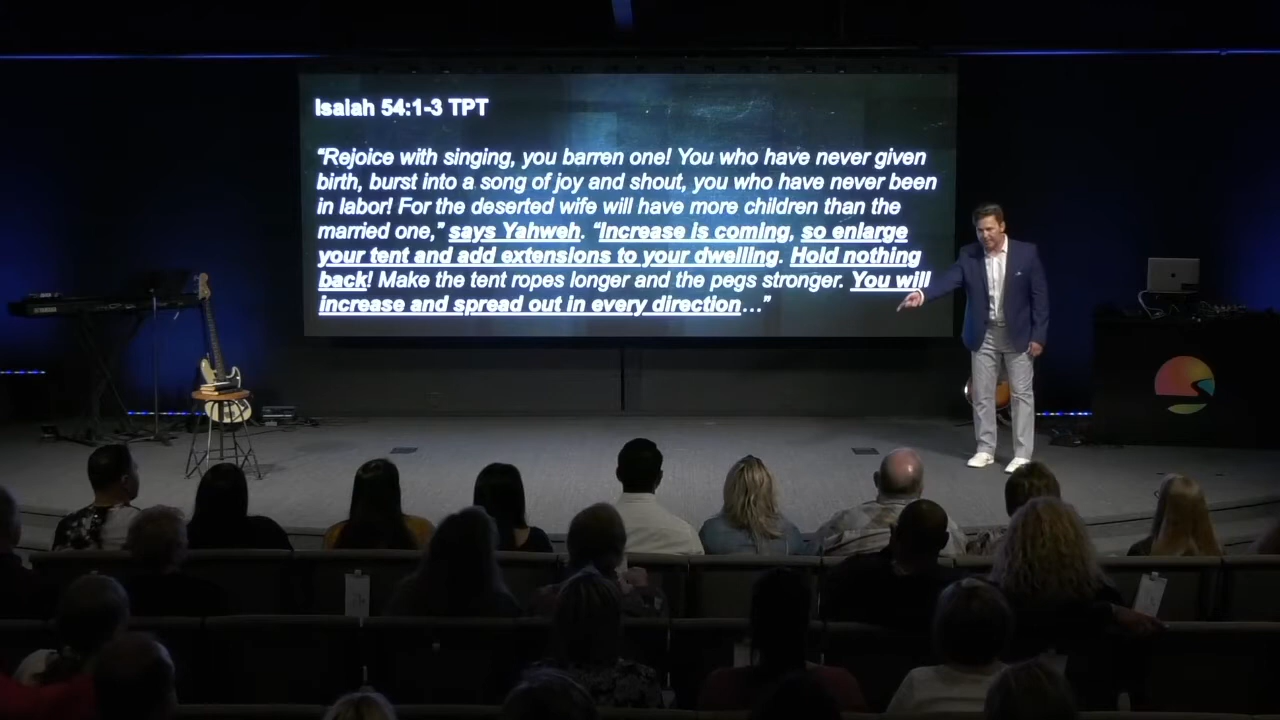 Isaiah 54:1-3 TPT
“Rejoice with singing, you barren one! You who have never given
birth, burst into a song of joy and shout, you who have never been
in labor! For the deserted wife will have more children than the
married one,” says Yahweh. “Increase is coming, so enlarge
your tent and add extensions to your dwelling. Hold nothing
back! Make the tent ropes longer and the pegs stronger. You will
increase and spread out in every direction…”